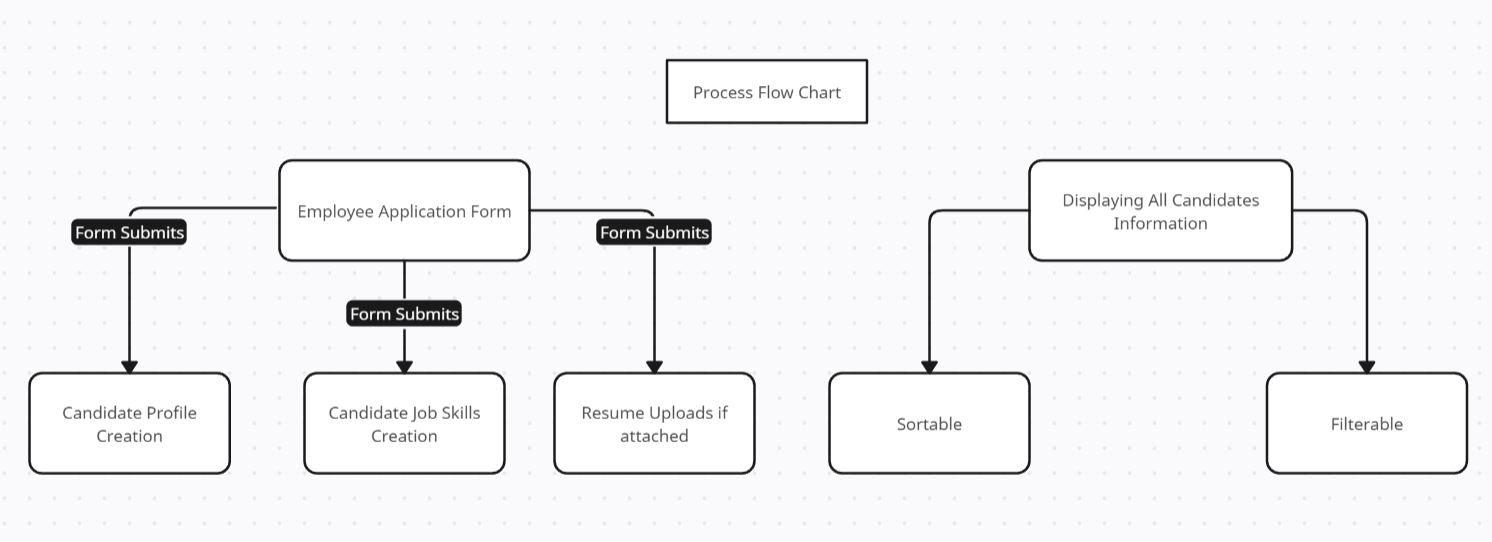 Process Flow Chart
Employee Application Form
Displaying All Candidates
Information
Form Submits
Form Submits
Form Submits
Candidate Profile
Creation
Candidate Job Skills
Creation
Resume Uploads if
attached
Sortable
Filterable